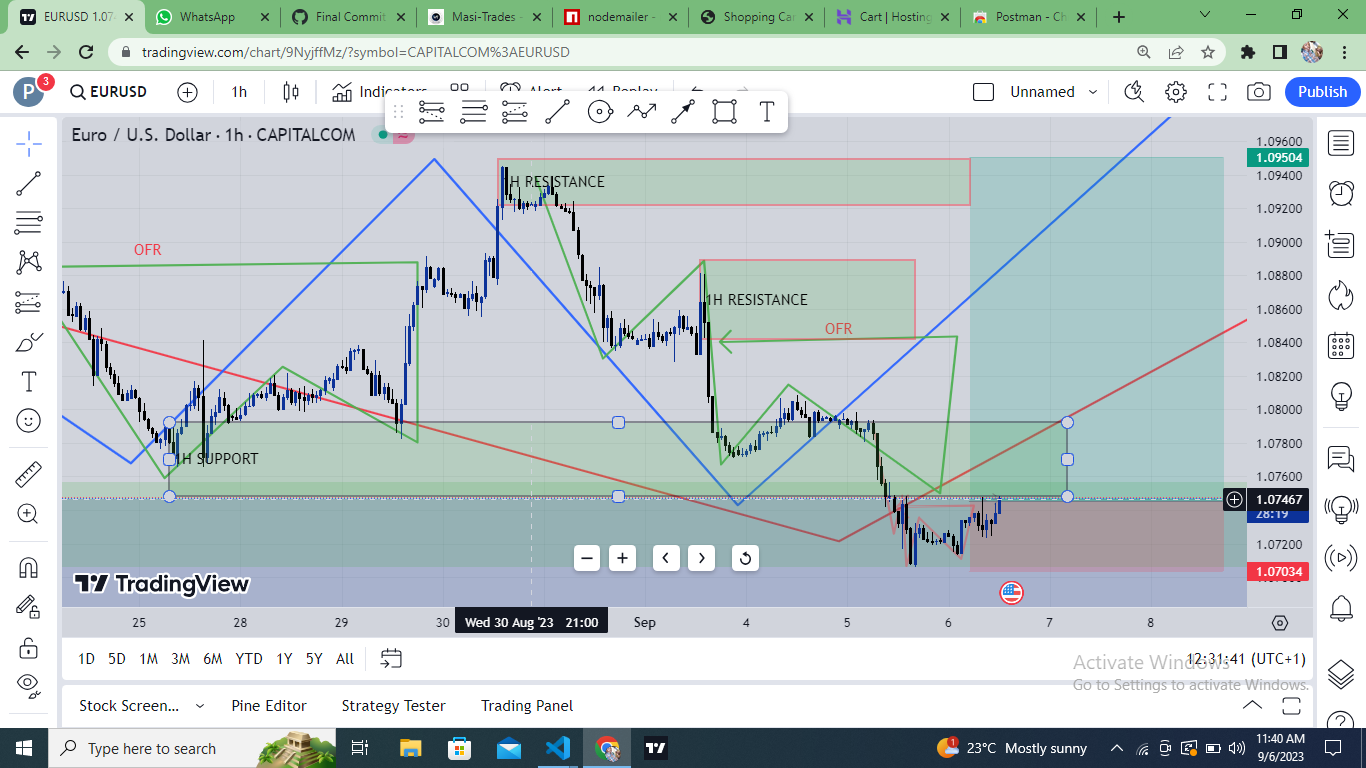 EURUSD 1.074
WhatsApp
Final Commit
Masi-Trades -
nodemailer -
Shopping Ca
Cart | Hosting
Postman - Ch
tradingview.com/chart/9NyjffMz/?symbol=CAPITALCOM%3AEURUSD
P
3
EURUSD
1h
Indicators
Alert
Replay
Unnamed
Publish
Euro / U.S. Dollar · 1h · CAPITALCOM
1.09600
1.09504
1H RESISTANCE
1.09400
1.09200
OFR
1.09000
1.08800
1H RESISTANCE
1.08600
OFR
1.08400
1.08200
1.08000
1.07800
1H SUPPORT
1.07600
1.07467
28:19
1.07200
1.07034
TradingView
25
28
29
30
Wed 30 Aug '23 21:00
Sep
4
5
6
7
8
1D 5D 1M 3M 6M YTD 1Y 5Y All
12:31:41 (UTC+1)
Activate Windows
Go to Settings to activate Windows.
Stock Screen...
Pine Editor
Strategy Tester
Trading Panel
Type here to search
1
23°C Mostly sunny
11:40 AM
9/6/2023